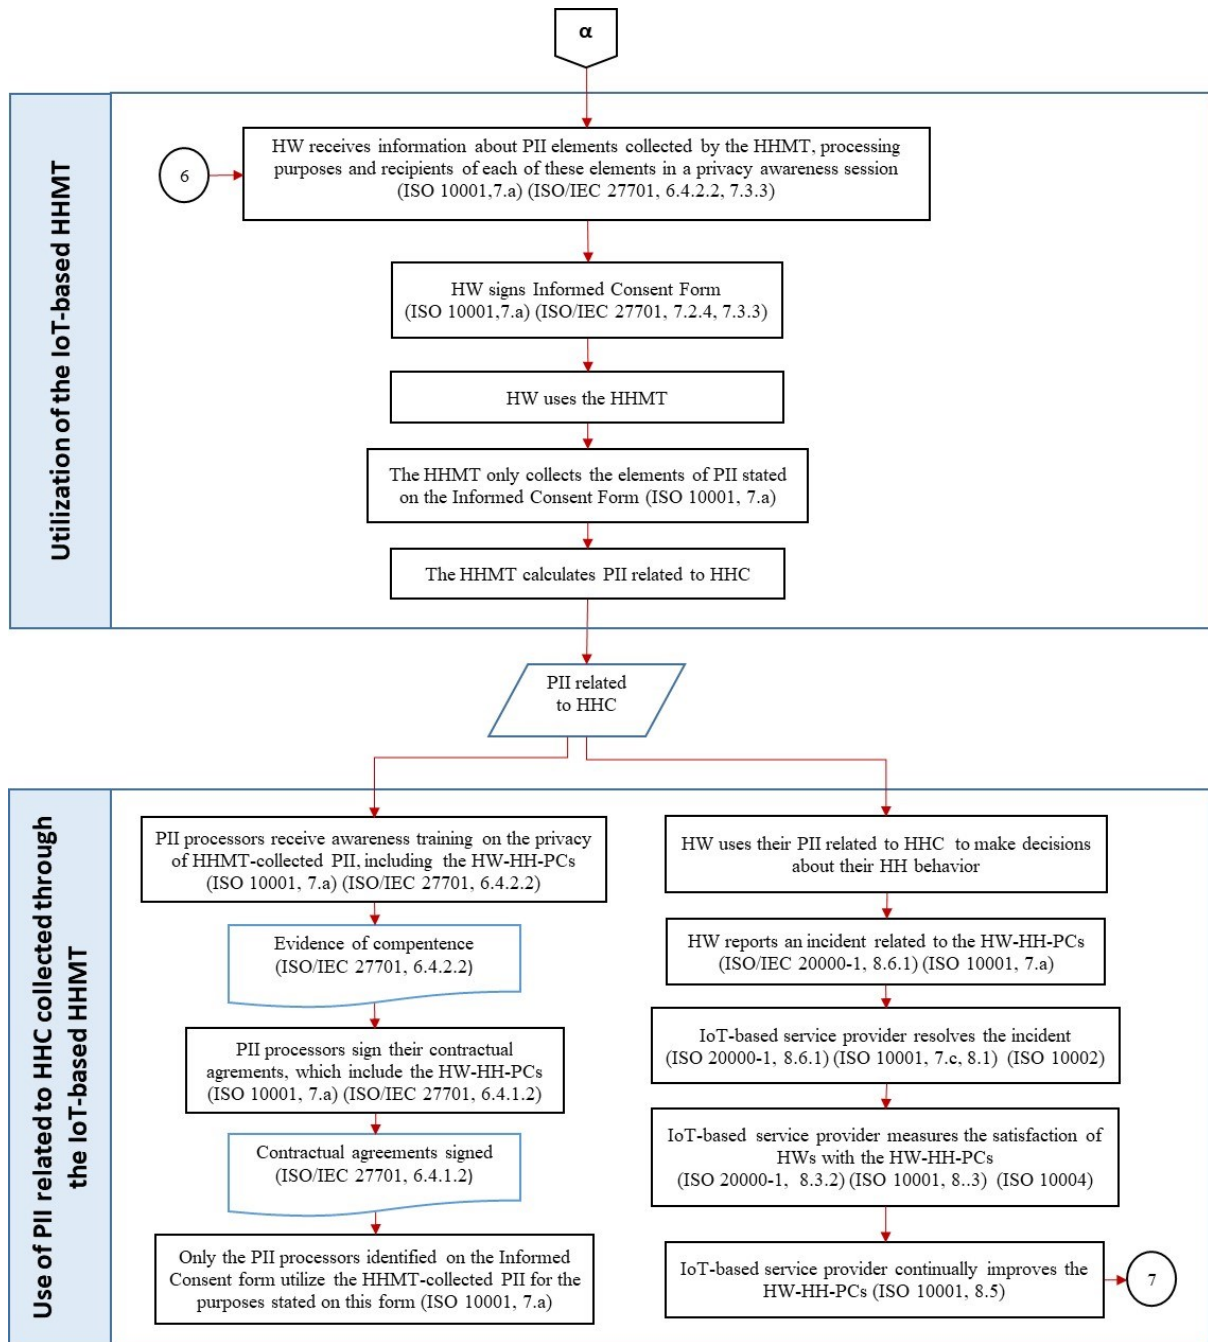 α
Utilization of the IoT-based HHMT
6
HW receives information about PII elements collected by the HHMT, processing
purposes and recipients of each of these elements in a privacy awareness session
(ISO 10001,7.a) (ISO/IEC 27701, 6.4.2.2, 7.3.3)
HW signs Informed Consent Form
(ISO 10001,7.a) (ISO/IEC 27701, 7.2.4, 7.3.3)
HW uses the HHMT
The HHMT only collects the elements of PII stated
on the Informed Consent Form (ISO 10001, 7.a)
The HHMT calculates PII related to HHC
PII related
to HHC
Use of PII related to HHC collected through
the IoT-based HHMT
PII processors receive awareness training on the privacy
of HHMT-collected PII, including the HW-HH-PCs
(ISO 10001, 7.a) (ISO/IEC 27701, 6.4.2.2)
Evidence of compentence
(ISO/IEC 27701, 6.4.2.2)
PII processors sign their contractual
agrements, which include the HW-HH-PCs
(ISO 10001, 7.a) (ISO/IEC 27701, 6.4.1.2)
Contractual agreements signed
(ISO/IEC 27701, 6.4.1.2)
Only the PII processors identified on the Informed
Consent form utilize the HHMT-collected PII for the
purposes stated on this form (ISO 10001, 7.a)
HW uses their PII related to HHC to make decisions
about their HH behavior
HW reports an incident related to the HW-HH-PCs
(ISO/IEC 20000-1, 8.6.1) (ISO 10001, 7.a)
IoT-based service provider resolves the incident
(ISO 20000-1, 8.6.1) (ISO 10001, 7.c, 8.1) (ISO 10002)
IoT-based service provider measures the satisfaction of
HWs with the HW-HH-PCs
(ISO 20000-1, 8.3.2) (ISO 10001, 8..3) (ISO 10004)
IoT-based service provider continually improves the
HW-HH-PCs (ISO 10001, 8.5)
7